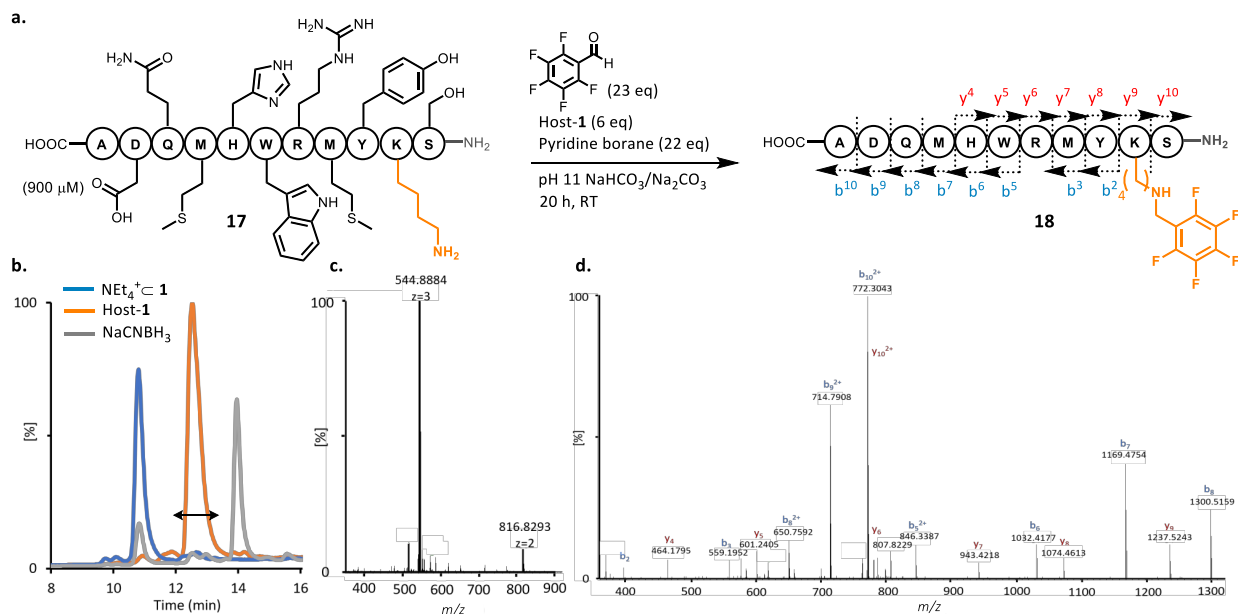 a.
H₂N
O
HN
N
H₂N
NH
NH
OH
OH
HOOC
A
D
Q
M
H
W
R
M
Y
K
S
NH₂
(900 µM)
O
OH
S
NH
S
NH₂
17
F
F
F
F
F
O
H
(23 eq)
Host-1 (6 eq)
Pyridine borane (22 eq)
pH 11 NaHCO₃/Na₂CO₃
20 h, RT
y⁴ y⁵ y⁶ y⁷ y⁸ y⁹ y¹⁰
HOOC
A
D
Q
M
H
W
R
M
Y
K
S
NH₂
b¹⁰ b⁹ b⁸ b⁷ b⁶ b⁵ b³ b²
4
NH
F
F
F
F
F
18
b.
NEt₄⁺⊂ 1
Host-1
NaCNBH₃
100
[%]
0
8 10 12 14 16
Time (min)
c.
544.8884
z=3
100
[%]
0
816.8293
z=2
400 500 600 700 800 900
m/z
d.
100
[%]
0
b₂
y₄
464.1795
b₃
559.1952
y₅
601.2405
b₈²⁺
650.7592
b₉²⁺
714.7908
b₁₀²⁺
772.3043
y₁₀²⁺
y₆
807.8229
b₅²⁺
846.3387
y₇
943.4218
b₆
1032.4177
y₈
1074.4613
b₇
1169.4754
y₉
1237.5243
b₈
1300.5159
400 500 600 700 800 900 1000 1100 1200 1300
m/z